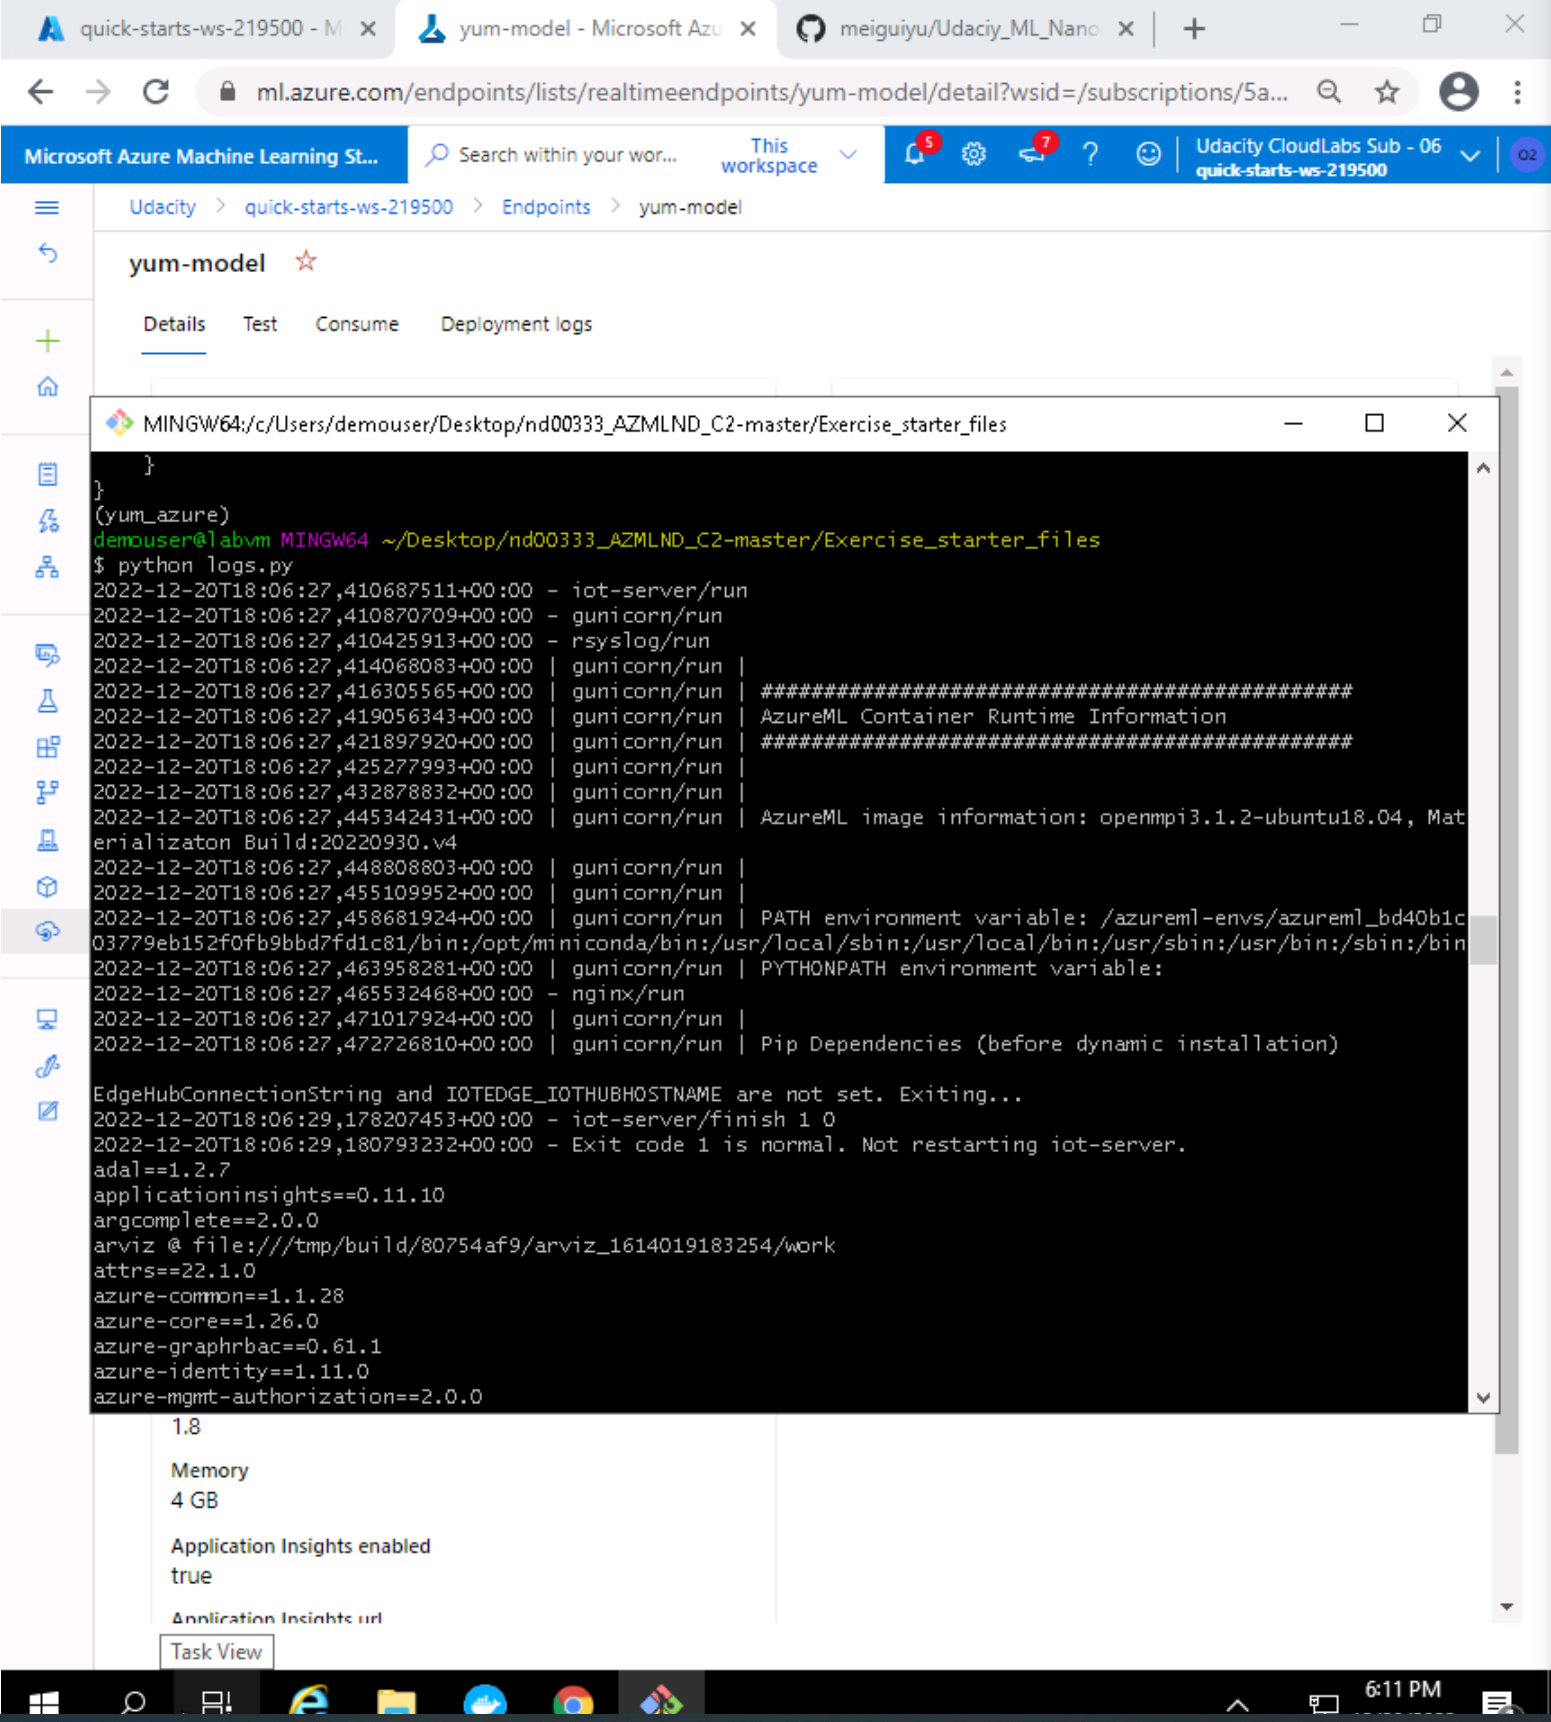 quick-starts-ws-219500 - M
yum-model - Microsoft Azu
meiguiyu/Udaciy_ML_Nano
ml.azure.com/endpoints/lists/realtimeendpoints/yum-model/detail?wsid=/subscriptions/5a...
Microsoft Azure Machine Learning St...
Search within your wor...
This workspace
5
7
Udacity CloudLabs Sub - 06
quick-starts-ws-219500
O2
Udacity > quick-starts-ws-219500 > Endpoints > yum-model
yum-model
Details Test Consume Deployment logs
MINGW64:/c/Users/demouser/Desktop/nd00333_AZMLND_C2-master/Exercise_starter_files
}
}
(yum_azure)
demouser@labvm MINGW64 ~/Desktop/nd00333_AZMLND_C2-master/Exercise_starter_files
$ python logs.py
2022-12-20T18:06:27,410687511+00:00 - iot-server/run
2022-12-20T18:06:27,410870709+00:00 - gunicorn/run
2022-12-20T18:06:27,410425913+00:00 - rsyslog/run
2022-12-20T18:06:27,414068083+00:00 | gunicorn/run |
2022-12-20T18:06:27,416305565+00:00 | gunicorn/run | ###############################################
2022-12-20T18:06:27,419056343+00:00 | gunicorn/run | AzureML Container Runtime Information
2022-12-20T18:06:27,421897920+00:00 | gunicorn/run | ###############################################
2022-12-20T18:06:27,425277993+00:00 | gunicorn/run |
2022-12-20T18:06:27,432878832+00:00 | gunicorn/run |
2022-12-20T18:06:27,445342431+00:00 | gunicorn/run | AzureML image information: openmpi3.1.2-ubuntu18.04, Mat
erializaton Build:20220930.v4
2022-12-20T18:06:27,448808803+00:00 | gunicorn/run |
2022-12-20T18:06:27,455109952+00:00 | gunicorn/run |
2022-12-20T18:06:27,458681924+00:00 | gunicorn/run | PATH environment variable: /azureml-envs/azureml_bd40b1c
03779eb152f0fb9bbd7fd1c81/bin:/opt/miniconda/bin:/usr/local/sbin:/usr/local/bin:/usr/sbin:/usr/bin:/sbin:/bin
2022-12-20T18:06:27,463958281+00:00 | gunicorn/run | PYTHONPATH environment variable:
2022-12-20T18:06:27,465532468+00:00 - nginx/run
2022-12-20T18:06:27,471017924+00:00 | gunicorn/run |
2022-12-20T18:06:27,472726810+00:00 | gunicorn/run | Pip Dependencies (before dynamic installation)
EdgeHubConnectionString and IOTEDGE_IOTHUBHOSTNAME are not set. Exiting...
2022-12-20T18:06:29,178207453+00:00 - iot-server/finish 1 0
2022-12-20T18:06:29,180793232+00:00 - Exit code 1 is normal. Not restarting iot-server.
adal==1.2.7
applicationinsights==0.11.10
argcomplete==2.0.0
arviz @ file:///tmp/build/80754af9/arviz_1614019183254/work
attrs==22.1.0
azure-common==1.1.28
azure-core==1.26.0
azure-graphrbac==0.61.1
azure-identity==1.11.0
azure-mgmt-authorization==2.0.0
1.8
Memory
4 GB
Application Insights enabled
true
Application Insights url
Task View
6:11 PM